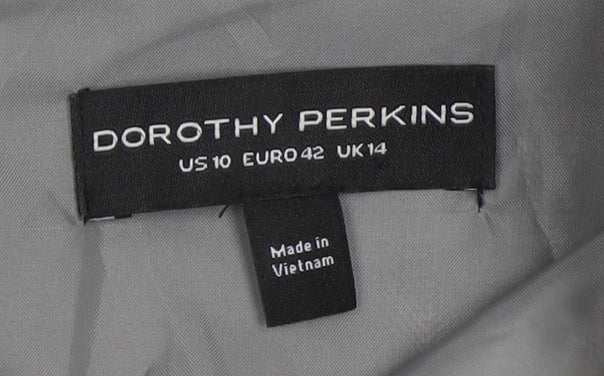 DOROTHY PERKINS
US 10 EURO 42 UK 14
Made in
Vietnam